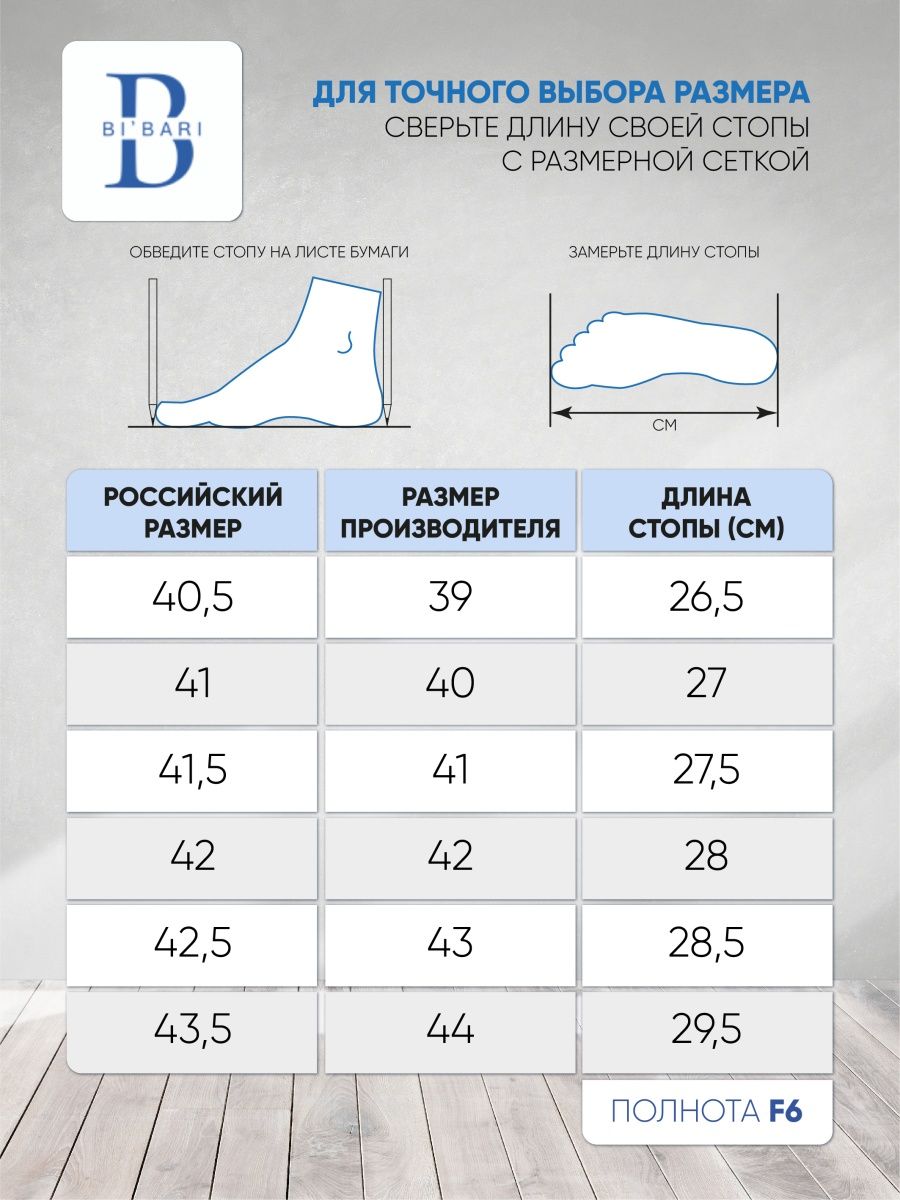 BI'BARI
ДЛЯ ТОЧНОГО ВЫБОРА РАЗМЕРА
СВЕРЬТЕ ДЛИНУ СВОЕЙ СТОПЫ
С РАЗМЕРНОЙ СЕТКОЙ
ОБВЕДИТЕ СТОПУ НА ЛИСТЕ БУМАГИ
ЗАМЕРЬТЕ ДЛИНУ СТОПЫ
СМ
РОССИЙСКИЙ РАЗМЕР
РАЗМЕР ПРОИЗВОДИТЕЛЯ
ДЛИНА СТОПЫ (СМ)
40,5 39 26,5
41 40 27
41,5 41 27,5
42 42 28
42,5 43 28,5
43,5 44 29,5
ПОЛНОТА F6